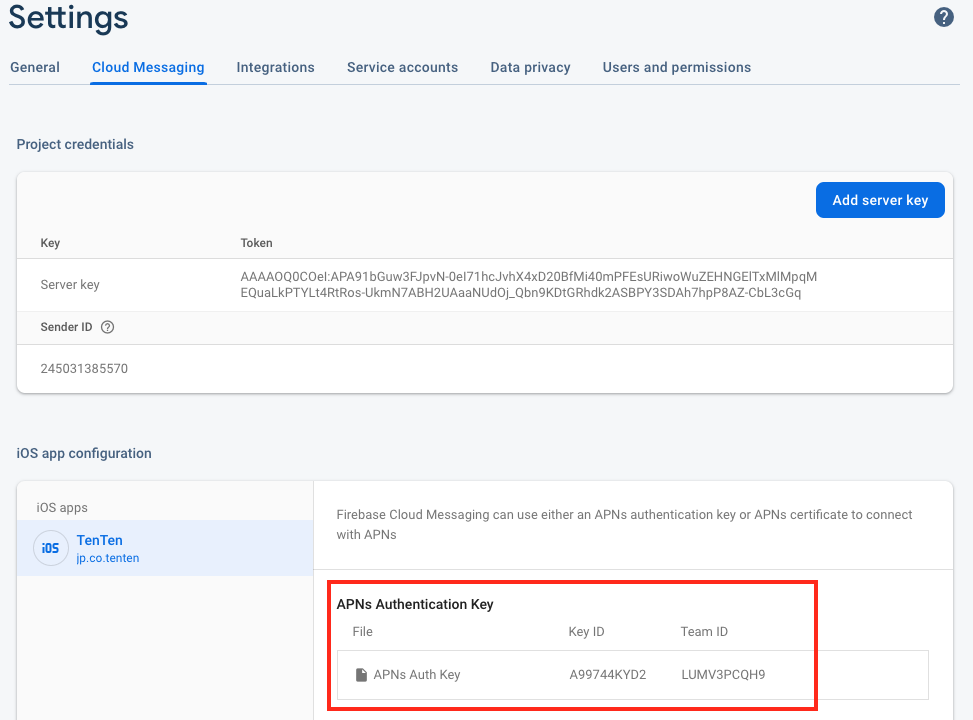 Settings
?
General Cloud Messaging Integrations Service accounts Data privacy Users and permissions
Project credentials
Add server key
Key Token
Server key
AAAAOQ0COeI:APA91bGuw3FJpvN-0eI71hcJvhX4xD20BfMi40mPFEsURiwoWuZEHNGElTxMlMpqM
EQuaLkPTYLt4RtRos-UkmN7ABH2UAaaNUdOj_Qbn9KDtGRhdk2ASBPY3SDAh7hpP8AZ-CbL3cGq
Sender ID ?
245031385570
iOS app configuration
iOS apps
iOS
TenTen
jp.co.tenten
Firebase Cloud Messaging can use either an APNs authentication key or APNs certificate to connect
with APNs
APNs Authentication Key
File Key ID Team ID
APNs Auth Key A99744KYD2 LUMV3PCQH9